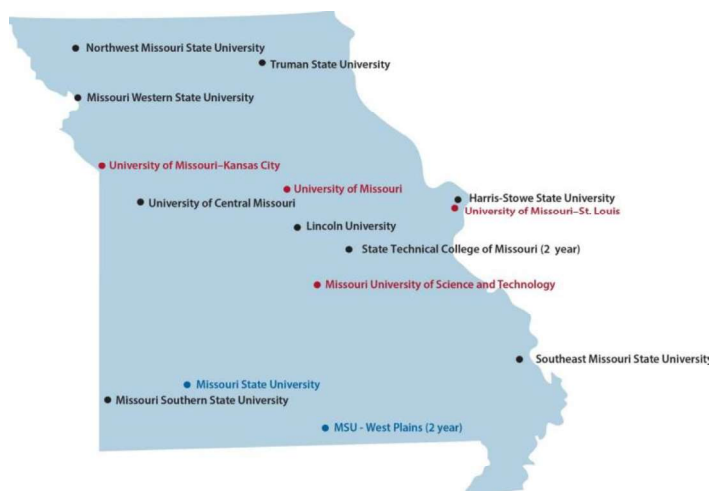 Northwest Missouri State University
Truman State University
Missouri Western State University
University of Missouri–Kansas City
University of Missouri
University of Central Missouri
Harris-Stowe State University
University of Missouri–St. Louis
Lincoln University
State Technical College of Missouri (2 year)
Missouri University of Science and Technology
Southeast Missouri State University
Missouri State University
Missouri Southern State University
MSU - West Plains (2 year)